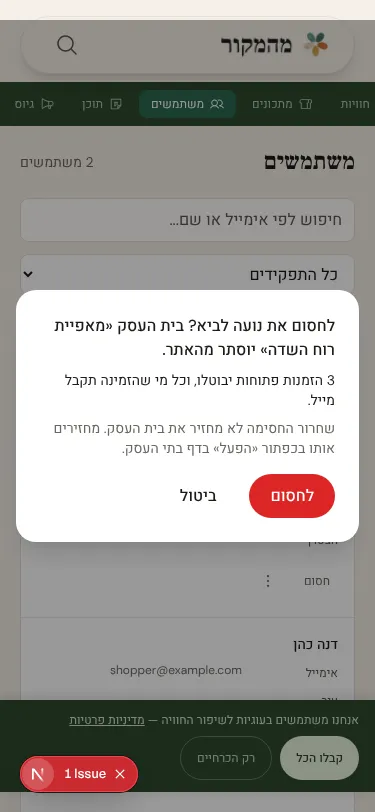 מהמקור
חוויות
מתכונים
משתמשים
תוכן
גיוס
משתמשים
2 משתמשים
חיפוש לפי אימייל או שם...
כל התפקידים
לחסום את נועה לביא? בית העסק «מאפיית
רוח השדה» יוסתר מהאתר.
3 הזמנות פתוחות יבוטלו, וכל מי שהזמינה תקבל
מייל.
שחרור החסימה לא מחזיר את בית העסק. מחזירים
אותו בכפתור «הפעל» בדף בתי העסק.
לחסום
ביטול
חסום
דנה כהן
אימייל
shopper@example.com
אנחנו משתמשים בעוגיות לשיפור החוויה — מדיניות פרטיות
קבלו הכל
רק הכרחיים
N
1 Issue